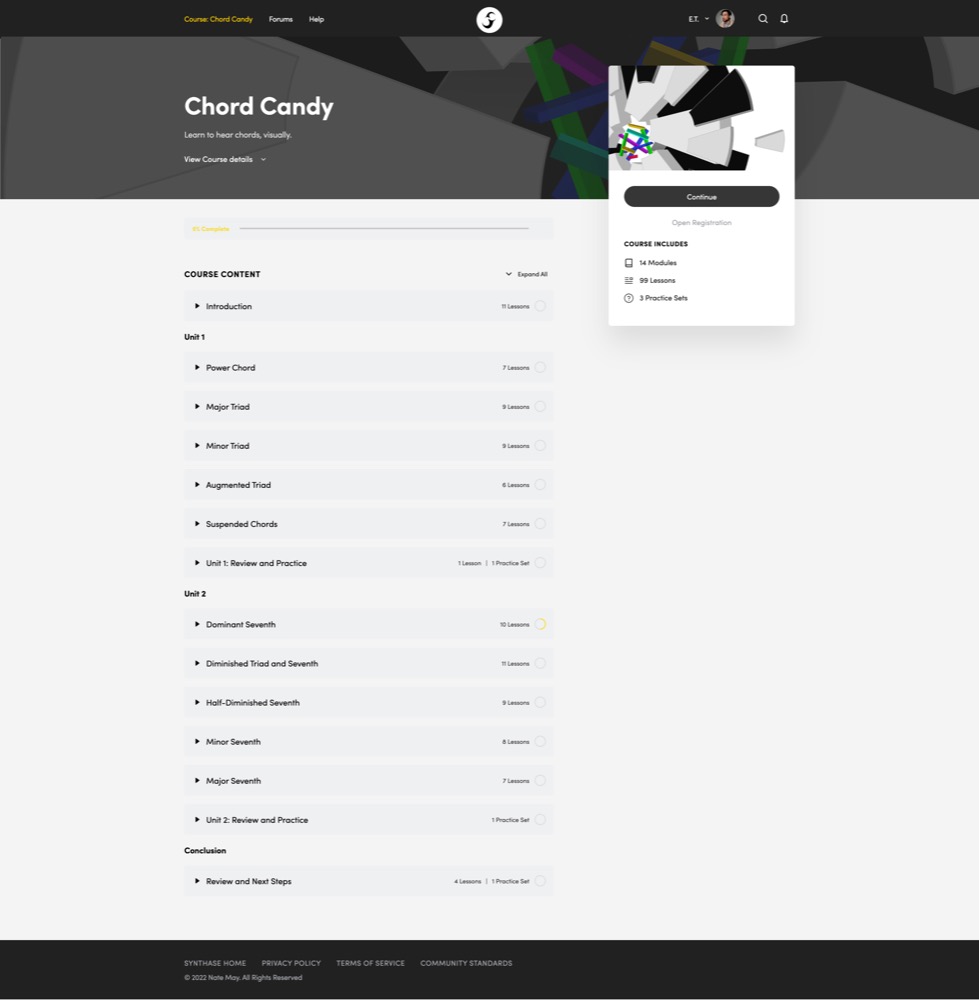 Course: Chord Candy Forums Help E.T.
Chord Candy
Learn to hear chords, visually.
View Course details
Continue
Open Registration
COURSE INCLUDES
14 Modules
99 Lessons
3 Practice Sets
Complete
COURSE CONTENT Expand All
Introduction 11 Lessons
Unit 1
Power Chord 7 Lessons
Major Triad 9 Lessons
Minor Triad 9 Lessons
Augmented Triad 6 Lessons
Suspended Chords 7 Lessons
Unit 1: Review and Practice 1 Lesson | 1 Practice Set
Unit 2
Dominant Seventh 10 Lessons
Diminished Triad and Seventh 11 Lessons
Half-Diminished Seventh 9 Lessons
Minor Seventh 8 Lessons
Major Seventh 7 Lessons
Unit 2: Review and Practice 1 Practice Set
Conclusion
Review and Next Steps 4 Lessons | 1 Practice Set
SYNTHASE HOME PRIVACY POLICY TERMS OF SERVICE COMMUNITY STANDARDS
© 2022 Nate May. All Rights Reserved